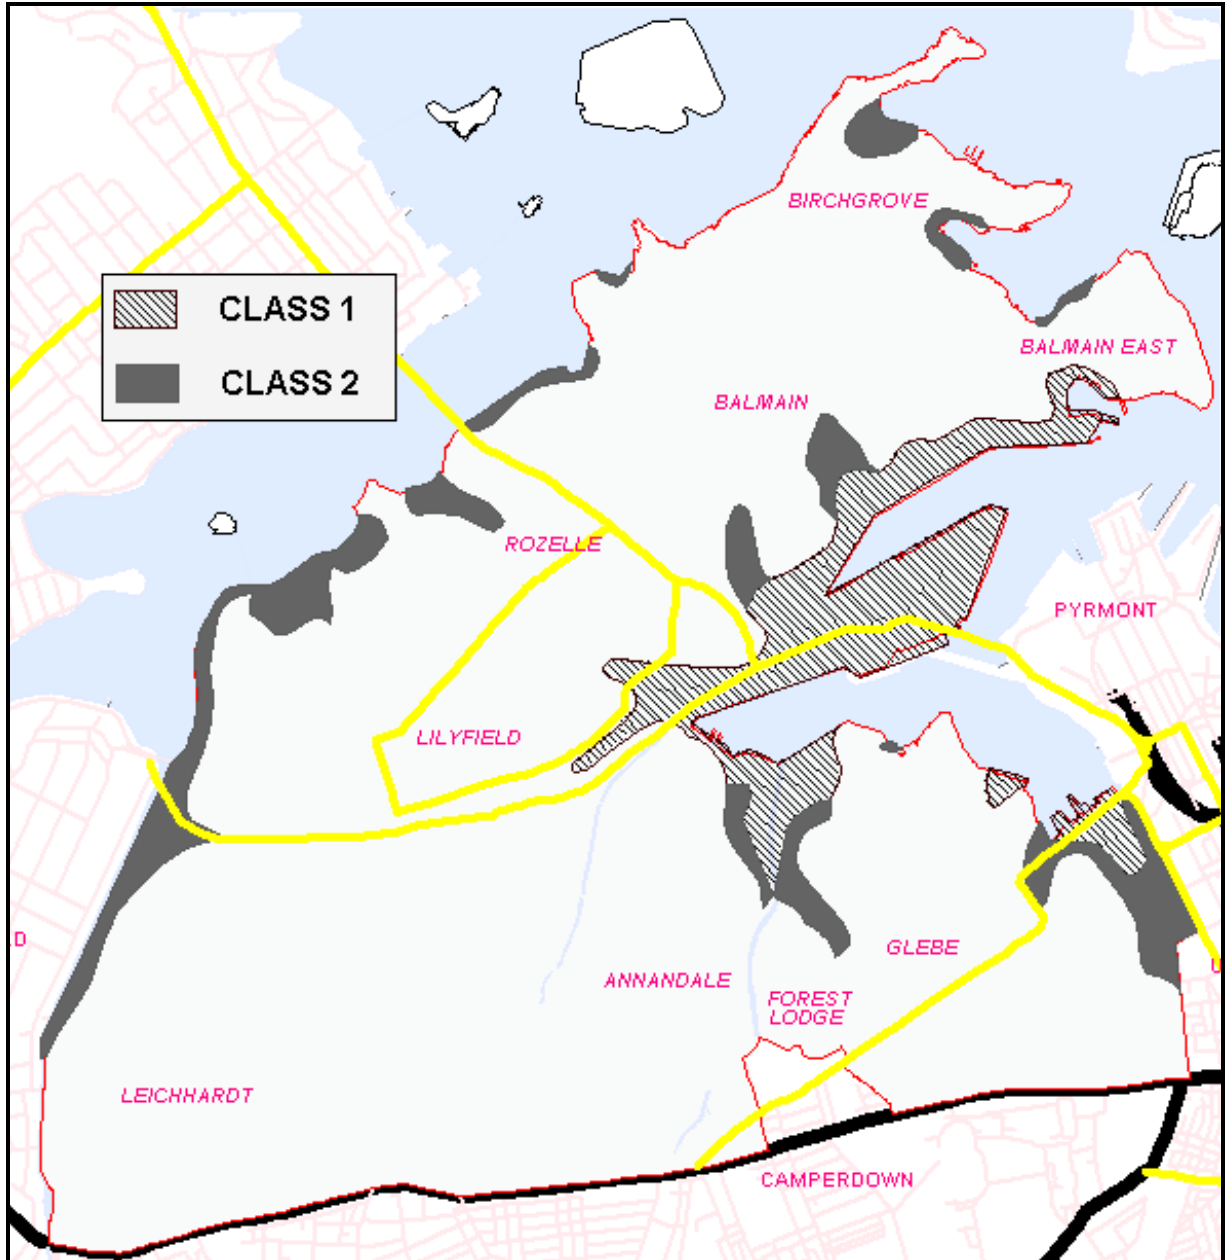 BIRCHGROVE
CLASS 1
CLASS 2
BALMAIN EAST
BALMAIN
ROZELLE
PYRMONT
LILYFIELD
D
GLEBE
U
ANNANDALE
FOREST
LODGE
LEICHHARDT
CAMPERDOWN